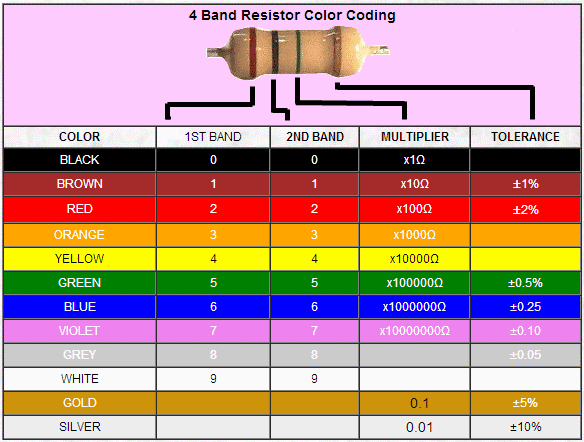 4 Band Resistor Color Coding
COLOR 1ST BAND 2ND BAND MULTIPLIER TOLERANCE
BLACK 0 0 x1Ω
BROWN 1 1 x10Ω ±1%
RED 2 2 x100Ω ±2%
ORANGE 3 3 x1000Ω
YELLOW 4 4 x10000Ω
GREEN 5 5 x100000Ω ±0.5%
BLUE 6 6 x1000000Ω ±0.25
VIOLET 7 7 x10000000Ω ±0.10
GREY 8 8 ±0.05
WHITE 9 9
GOLD 0.1 ±5%
SILVER 0.01 ±10%